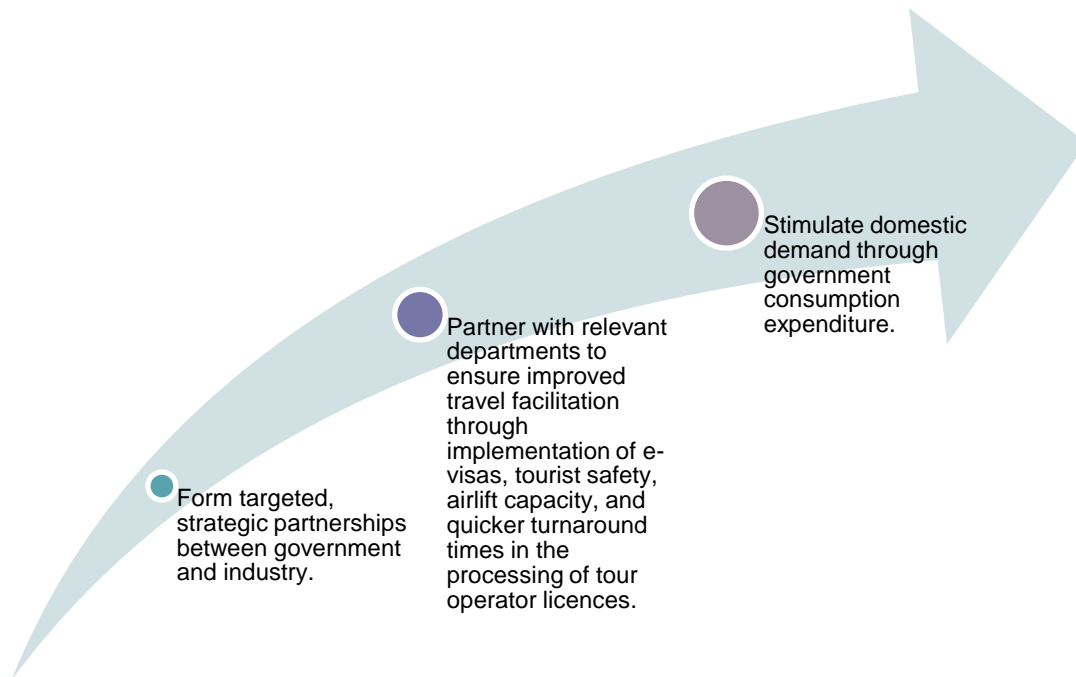 Form targeted,
strategic partnerships
between government
and industry.
Partner with relevant
departments to
ensure improved
travel facilitation
through
implementation of e-
visas, tourist safety,
airlift capacity, and
quicker turnaround
times in the
processing of tour
operator licences.
Stimulate domestic
demand through
government
consumption
expenditure.